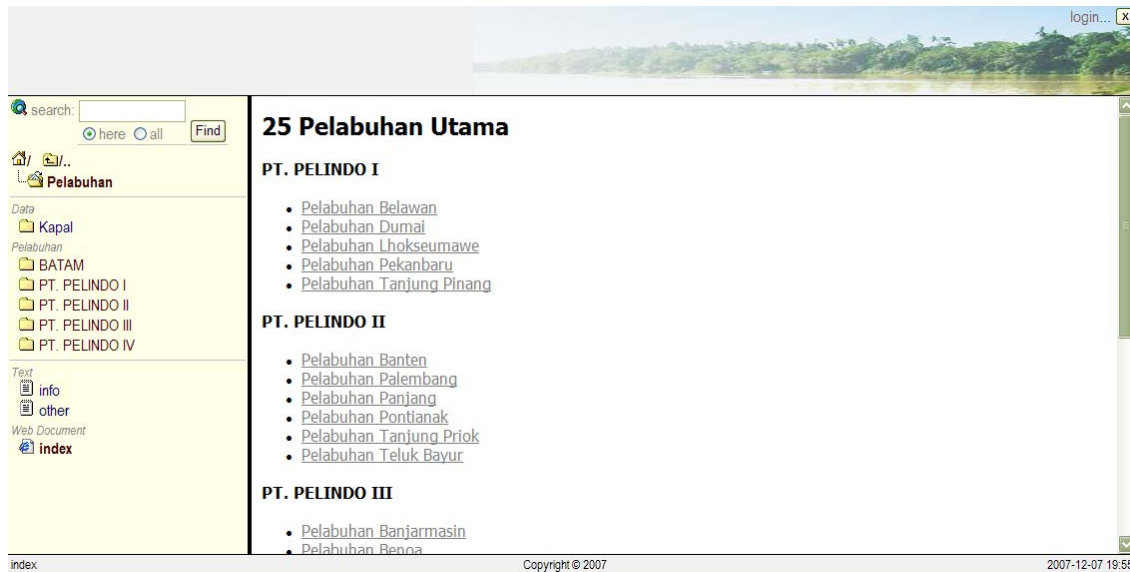 login... x
search:
here all Find
/ /..
Pelabuhan
Data
Kapal
Pelabuhan
BATAM
PT. PELINDO I
PT. PELINDO II
PT. PELINDO III
PT. PELINDO IV
Text
info
other
Web Document
index
25 Pelabuhan Utama
PT. PELINDO I
Pelabuhan Belawan
Pelabuhan Dumai
Pelabuhan Lhokseumawe
Pelabuhan Pekanbaru
Pelabuhan Tanjung Pinang
PT. PELINDO II
Pelabuhan Banten
Pelabuhan Palembang
Pelabuhan Panjang
Pelabuhan Pontianak
Pelabuhan Tanjung Priok
Pelabuhan Teluk Bayur
PT. PELINDO III
Pelabuhan Banjarmasin
Pelabuhan Benoa
index Copyright © 2007 2007-12-07 19:55